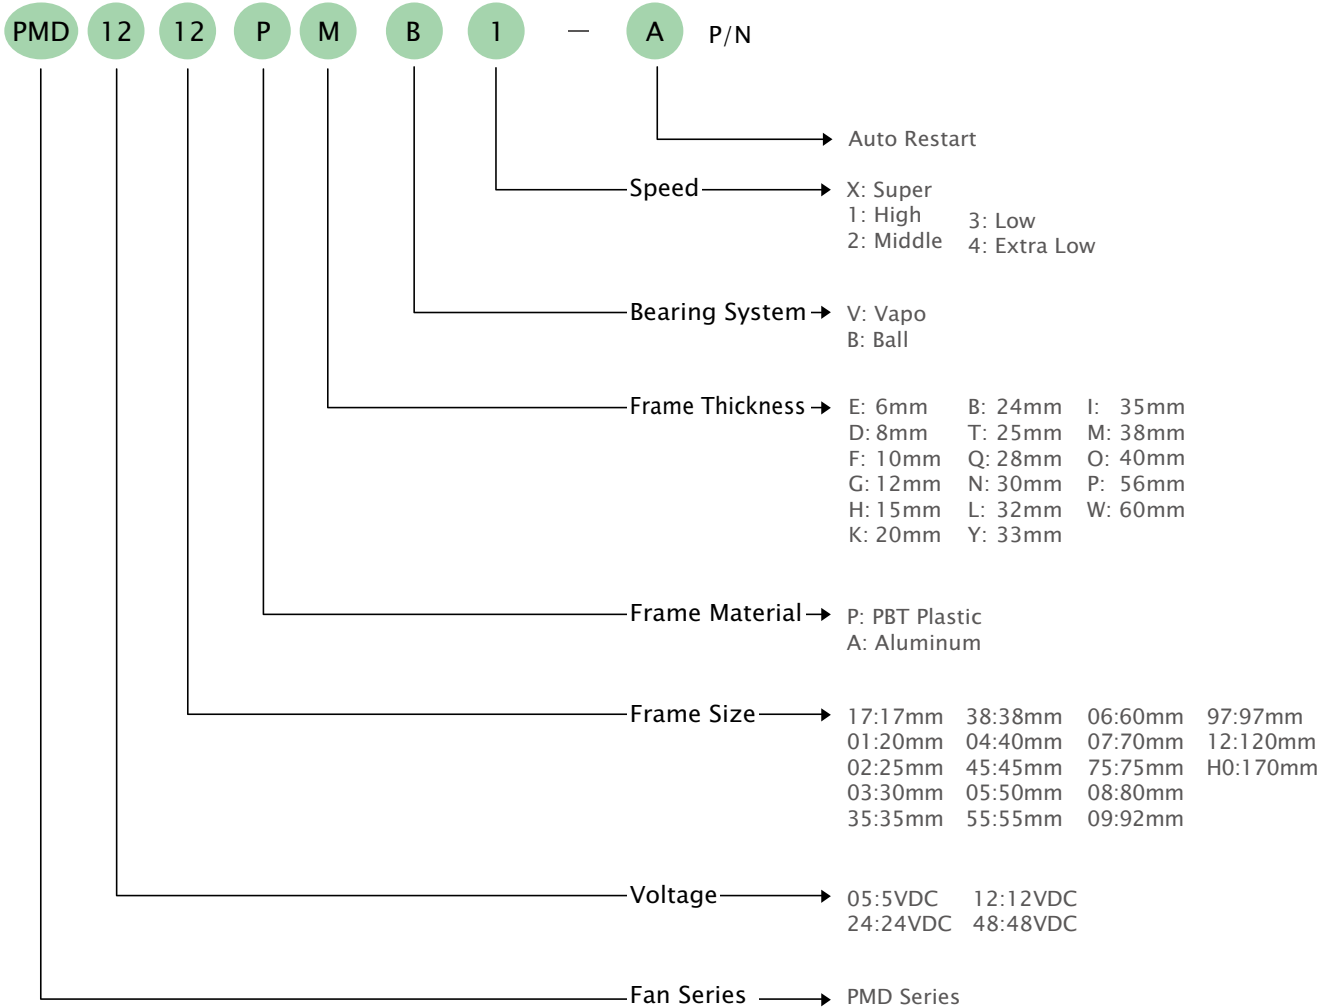 PMD 12 12 P M B 1 — A P/N
Auto Restart
Speed X: Super
1: High 3: Low
2: Middle 4: Extra Low
Bearing System V: Vapo
B: Ball
Frame Thickness E: 6mm B: 24mm I: 35mm
D: 8mm T: 25mm M: 38mm
F: 10mm Q: 28mm O: 40mm
G: 12mm N: 30mm P: 56mm
H: 15mm L: 32mm W: 60mm
K: 20mm Y: 33mm
Frame Material P: PBT Plastic
A: Aluminum
Frame Size 17:17mm 38:38mm 06:60mm 97:97mm
01:20mm 04:40mm 07:70mm 12:120mm
02:25mm 45:45mm 75:75mm H0:170mm
03:30mm 05:50mm 08:80mm
35:35mm 55:55mm 09:92mm
Voltage 05:5VDC 12:12VDC
24:24VDC 48:48VDC
Fan Series PMD Series